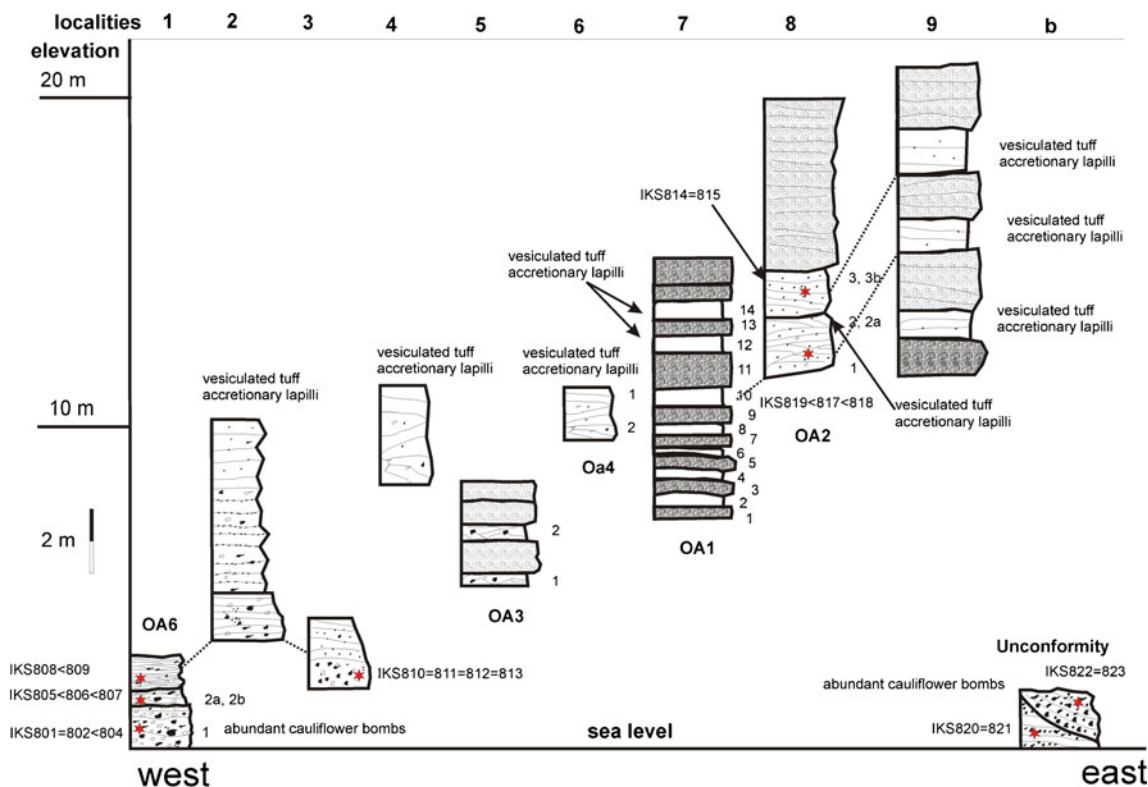 localities 1 2 3 4 5 6 7 8 9 b
elevation
20 m
vesiculated tuff
accretionary lapilli
IKS814=815
vesiculated tuff
accretionary lapilli
vesiculated tuff
accretionary lapilli
3, 3b
14
13
2, 2a
vesiculated tuff
accretionary lapilli
12
vesiculated tuff
accretionary lapilli
vesiculated tuff
accretionary lapilli
11
1
vesiculated tuff
accretionary lapilli
10
1
IKS819<817<818
vesiculated tuff
accretionary lapilli
9
10 m
2
8
OA2
7
6
Oa4
5
4
3
2
1
2 m
2
OA1
1
OA3
OA6
Unconformity
IKS808<809
IKS810=811=812=813
IKS822=823
abundant cauliflower bombs
IKS805<806<807
2a, 2b
IKS801=802<804
1
abundant cauliflower bombs
sea level
IKS820=821
west
east